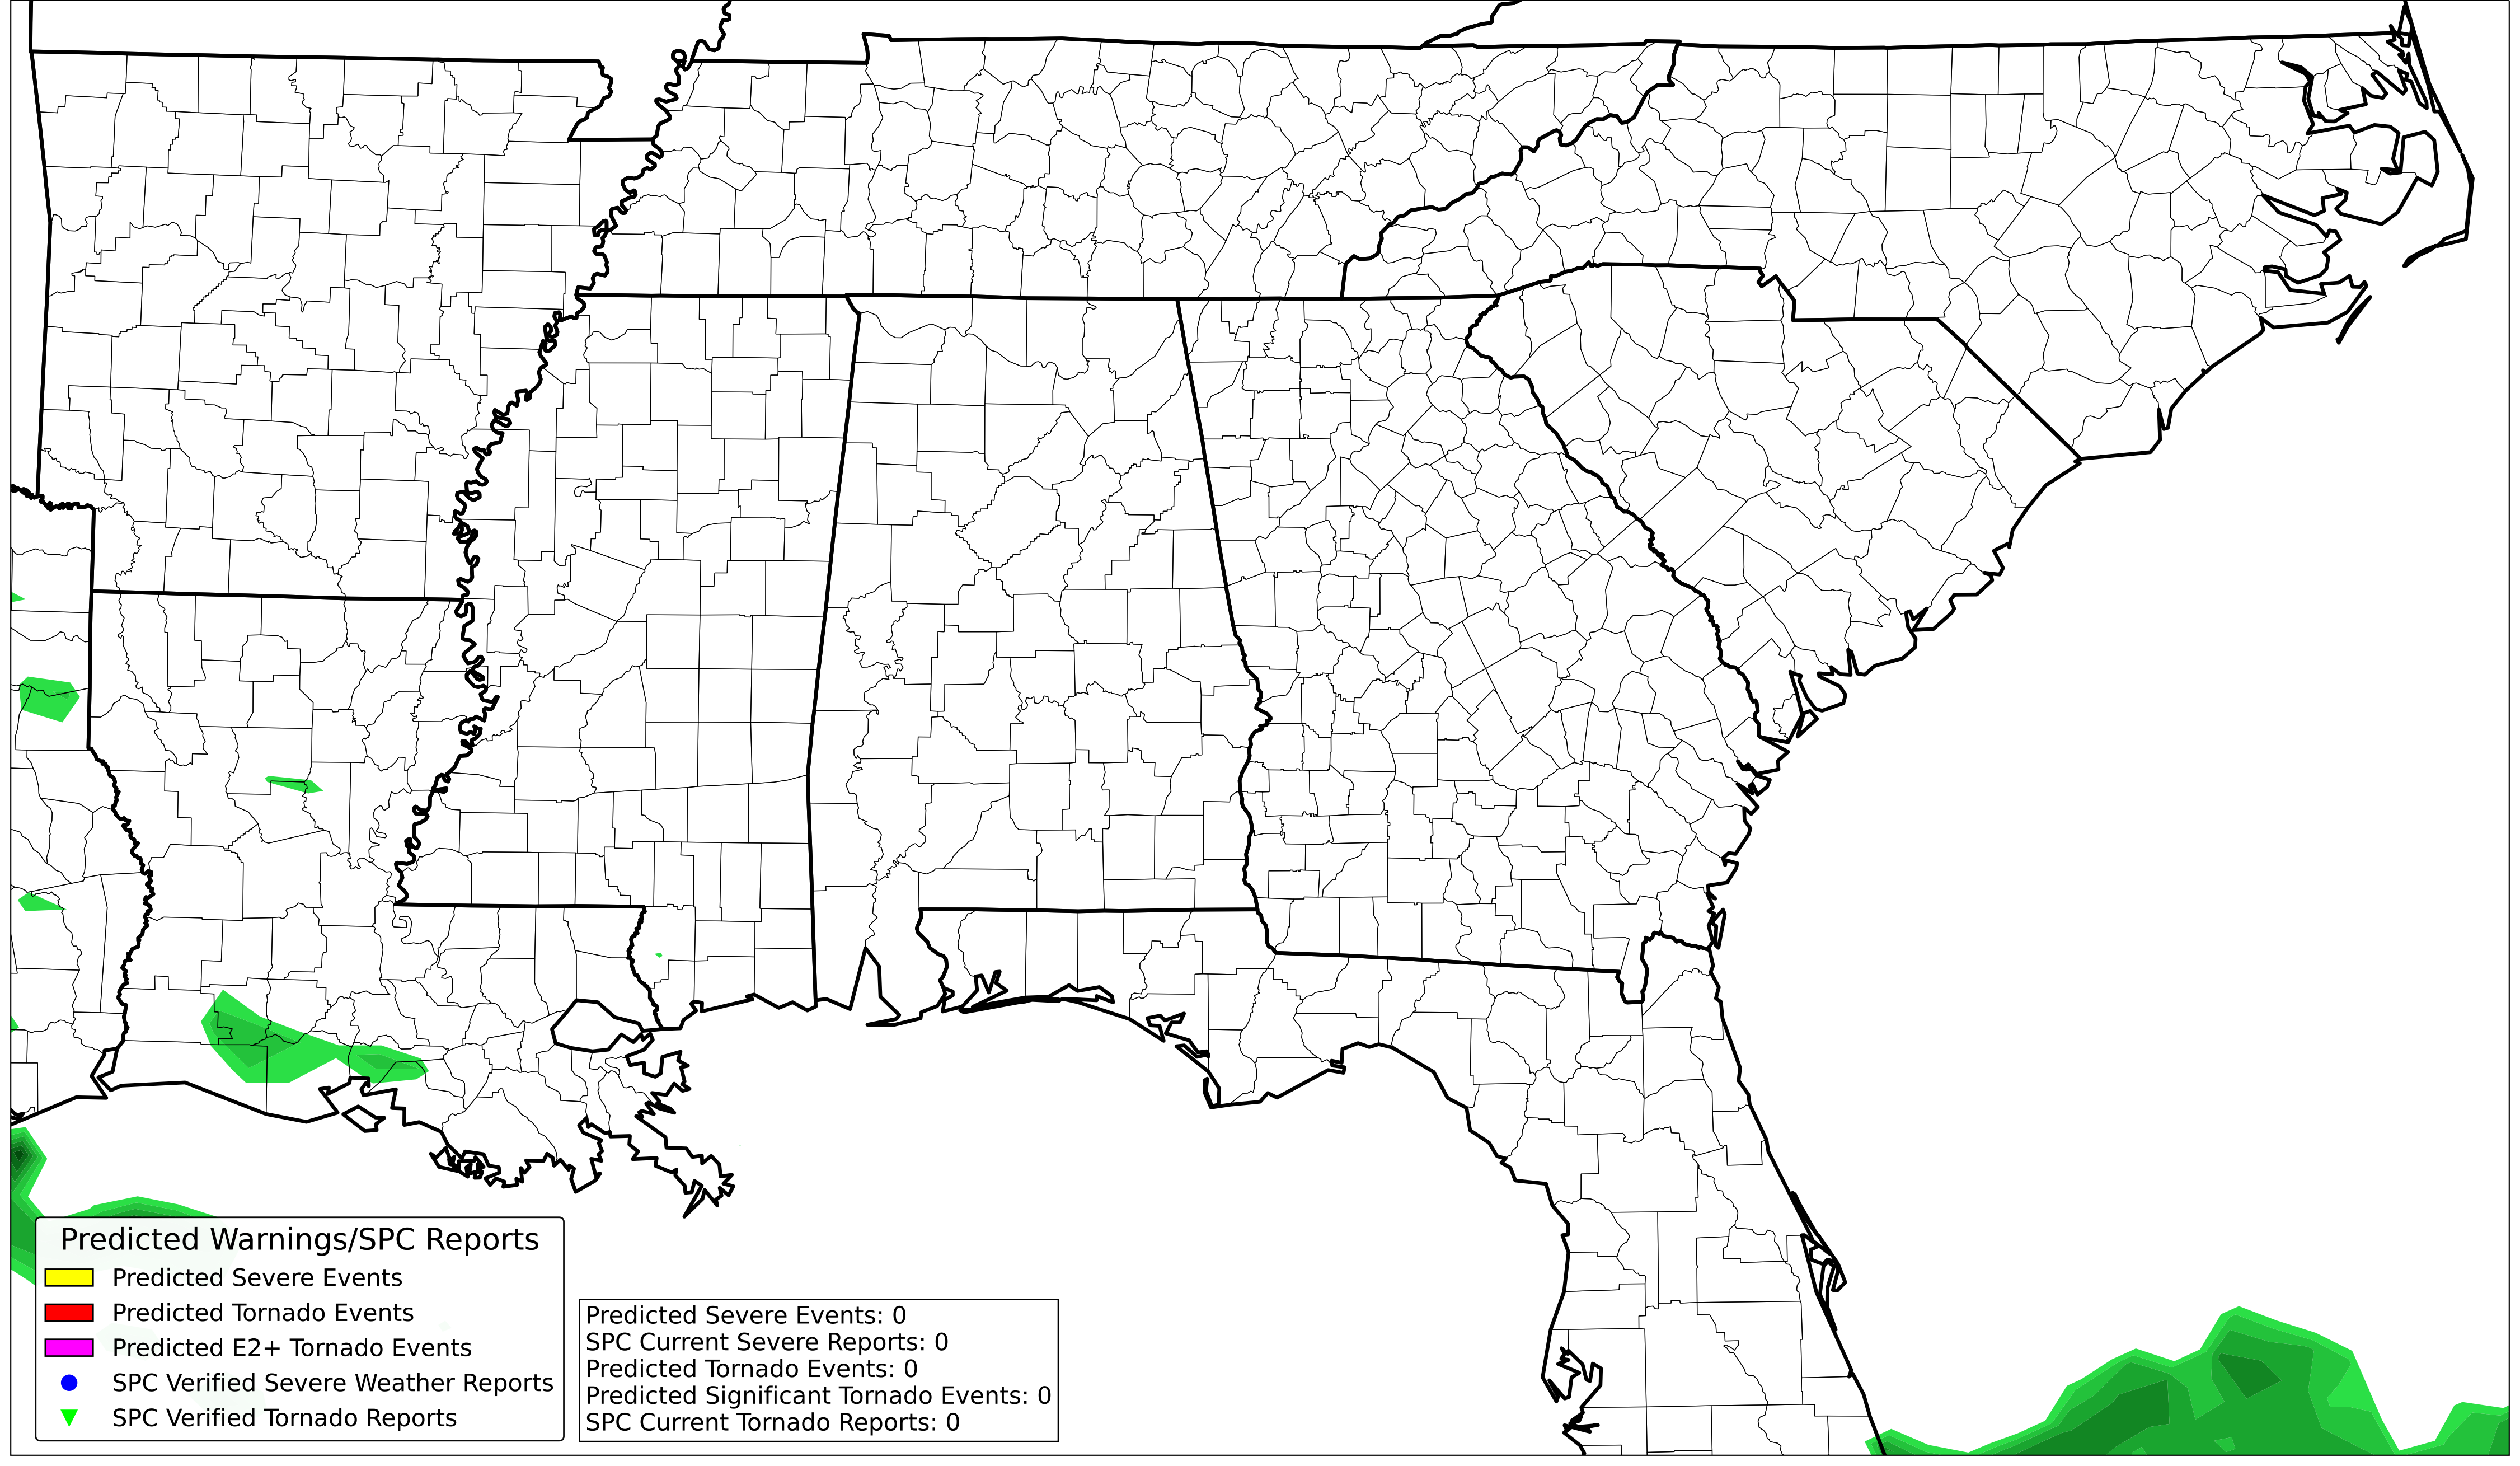 Predicted Warnings/SPC Reports
Predicted Severe Events
Predicted Tornado Events
Predicted E2+ Tornado Events
SPC Verified Severe Weather Reports
SPC Verified Tornado Reports
Predicted Severe Events: 0
SPC Current Severe Reports: 0
Predicted Tornado Events: 0
Predicted Significant Tornado Events: 0
SPC Current Tornado Reports: 0